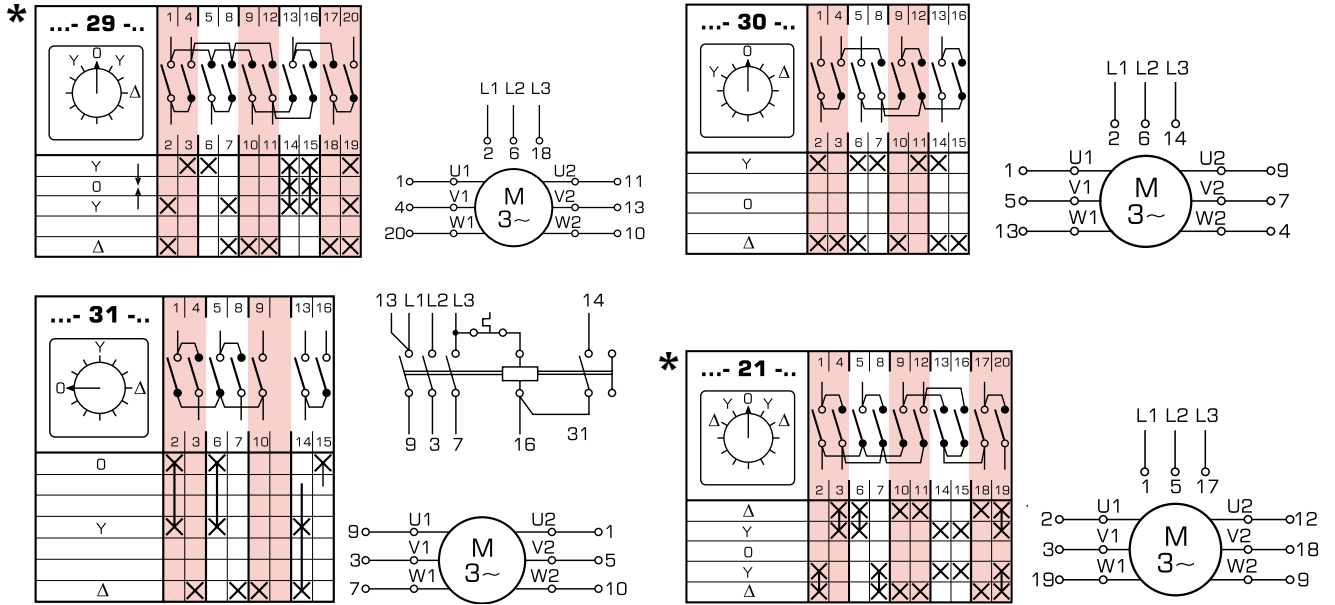 *
...- 29 -..
1 4 5 8 9 12 13 16 17 20
Y 0 Y
Δ
2 3 6 7 10 11 14 15 18 19
Y
0
Y
Δ
L1 L2 L3
2 6 18
1 U1 U2 11
4 V1 M V2 13
3~
20 W1 W2 10
...- 30 -..
1 4 5 8 9 12 13 16
0
Y Δ
2 3 6 7 10 11 14 15
Y
0
Δ
L1 L2 L3
2 6 14
1 U1 U2 9
5 V1 M V2 7
3~
13 W1 W2 4
...- 31 -..
1 4 5 8 9 13 16
Y
0 Δ
2 3 6 7 10 14 15
0
Y
Δ
13 L1 L2 L3 14
9 3 7 16 31
9 U1 U2 1
3 V1 M V2 5
3~
7 W1 W2 10
*
...- 21 -..
1 4 5 8 9 12 13 16 17 20
0
Y Y
Δ Δ
2 3 6 7 10 11 14 15 18 19
Δ
Y
0
Y
Δ
L1 L2 L3
1 5 17
2 U1 U2 12
3 V1 M V2 18
3~
19 W1 W2 9